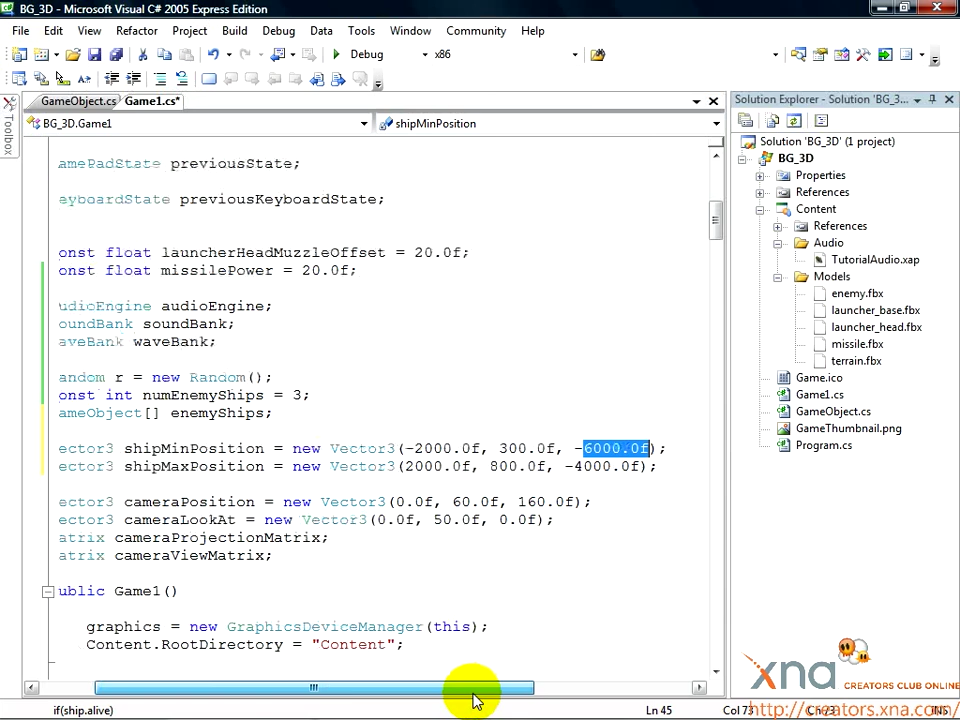 BG_3D - Microsoft Visual C# 2005 Express Edition
File Edit View Refactor Project Build Debug Data Tools Window Community Help
Debug x86
Toolbox
GameObject.cs Game1.cs*
BG_3D.Game1 shipMinPosition
amePadState previousState;
eyboardState previousKeyboardState;
onst float launcherHeadMuzzleOffset = 20.0f;
onst float missilePower = 20.0f;
udioEngine audioEngine;
oundBank soundBank;
aveBank waveBank;
andom r = new Random();
onst int numEnemyShips = 3;
ameObject[] enemyShips;
ector3 shipMinPosition = new Vector3(-2000.0f, 300.0f, -6000.0f);
ector3 shipMaxPosition = new Vector3(2000.0f, 800.0f, -4000.0f);
ector3 cameraPosition = new Vector3(0.0f, 60.0f, 160.0f);
ector3 cameraLookAt = new Vector3(0.0f, 50.0f, 0.0f);
atrix cameraProjectionMatrix;
atrix cameraViewMatrix;
ublic Game1()
graphics = new GraphicsDeviceManager(this);
Content.RootDirectory = "Content";
Solution Explorer - Solution 'BG_3...
Solution 'BG_3D' (1 project)
BG_3D
Properties
References
Content
References
Audio
TutorialAudio.xap
Models
enemy.fbx
launcher_base.fbx
launcher_head.fbx
missile.fbx
terrain.fbx
Game.ico
Game1.cs
GameObject.cs
GameThumbnail.png
Program.cs
xna CREATORS CLUB ONLINE
http://creators.xna.com/
if(ship.alive) Ln 45 Col 73